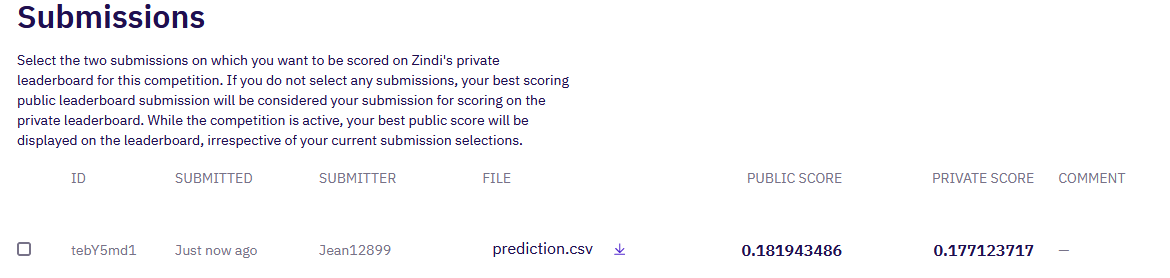 Submissions
Select the two submissions on which you want to be scored on Zindi's private
leaderboard for this competition. If you do not select any submissions, your best scoring
public leaderboard submission will be considered your submission for scoring on the
private leaderboard. While the competition is active, your best public score will be
displayed on the leaderboard, irrespective of your current submission selections.
ID SUBMITTED SUBMITTER FILE PUBLIC SCORE PRIVATE SCORE COMMENT
tebY5md1 Just now ago Jean12899 prediction.csv 0.181943486 0.177123717 —